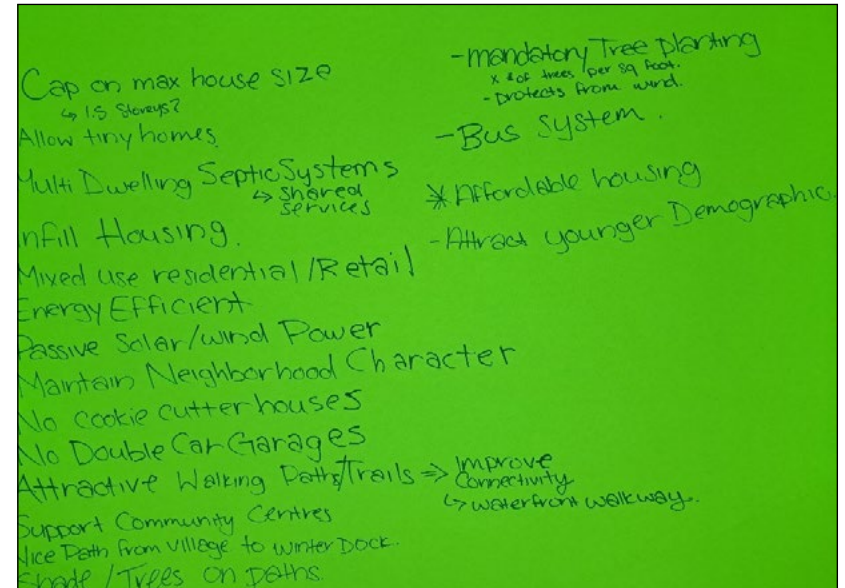 Cap on max house size
↳ 1.5 Storeys?
Allow tiny homes
Multi Dwelling Septic Systems
↳ shared services
Infill Housing.
Mixed use residential/Retail
Energy Efficient
Passive Solar/wind Power
Maintain Neighborhood Character
No cookie cutter houses
No Double Car Garages
Attractive Walking Paths/Trails => Improve Connectivity
↳ waterfront walkway.
Support Community Centres
Nice Path from Village to winter Dock.
Shade / Trees on paths.
-mandatory Tree planting
x # of trees per sq foot.
- protects from wind.
-Bus System.
* Affordable housing
-Attract younger Demographic.